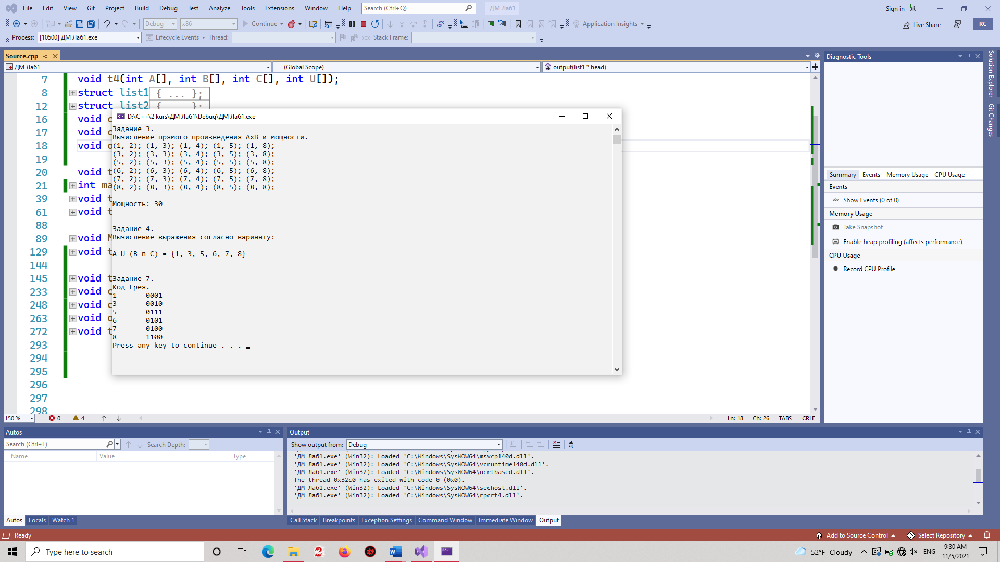 File Edit View Git Project Build Debug Test Analyze Tools Extensions Window Help Search (Ctrl+Q) ДМ Лаб1 Sign in
Debug x86 Continue Application Insights Live Share RC
Process: [10500] ДМ Лаб1.exe Lifecycle Events Thread: Stack Frame:
Source.cpp
ДМ Лаб1 (Global Scope) output(list1 * head)
7 void t4(int A[], int B[], int C[], int U[]);
8 struct list1 { ... };
12 struct list2 { ... };
16 void c
17 void c
18 void o
19
20 void t
21 int ma
39 void t
61 void t
88
89 void M
129 void t
144
145 void t
233 void c
248 void c
263 void o
272 void t
293
294
295
296
297
298
D:\C++\2 kurs\ДМ Лаб1\Debug\ДМ Лаб1.exe
Задание 3.
Вычисление прямого произведения АхВ и мощности.
(1, 2); (1, 3); (1, 4); (1, 5); (1, 8);
(3, 2); (3, 3); (3, 4); (3, 5); (3, 8);
(5, 2); (5, 3); (5, 4); (5, 5); (5, 8);
(6, 2); (6, 3); (6, 4); (6, 5); (6, 8);
(7, 2); (7, 3); (7, 4); (7, 5); (7, 8);
(8, 2); (8, 3); (8, 4); (8, 5); (8, 8);
Мощность: 30
____________________________________
Задание 4.
Вычисление выражения согласно варианту:
_
A U (B n C) = {1, 3, 5, 6, 7, 8}
____________________________________
Задание 7.
Код Грея.
1 0001
3 0010
5 0111
6 0101
7 0100
8 1100
Press any key to continue . . .
150 % 0 4 Ln: 18 Ch: 26 TABS CRLF
Diagnostic Tools
Summary Events Memory Usage CPU Usage
Events
Show Events (0 of 0)
Memory Usage
Take Snapshot
Enable heap profiling (affects performance)
CPU Usage
Record CPU Profile
Solution Explorer
Git Changes
Autos
Search (Ctrl+E) Search Depth:
Name Value Type
Autos Locals Watch 1
Output
Show output from: Debug
'ДМ Лаб1.exe' (Win32): Loaded 'C:\Windows\SysWOW64\msvcp140d.dll'.
'ДМ Лаб1.exe' (Win32): Loaded 'C:\Windows\SysWOW64\vcruntime140d.dll'.
'ДМ Лаб1.exe' (Win32): Loaded 'C:\Windows\SysWOW64\ucrtbased.dll'.
The thread 0x32c0 has exited with code 0 (0x0).
'ДМ Лаб1.exe' (Win32): Loaded 'C:\Windows\SysWOW64\sechost.dll'.
'ДМ Лаб1.exe' (Win32): Loaded 'C:\Windows\SysWOW64\rpcrt4.dll'.
Call Stack Breakpoints Exception Settings Command Window Immediate Window Output
Ready Add to Source Control Select Repository
Type here to search 52°F Cloudy ENG 9:30 AM
11/5/2021